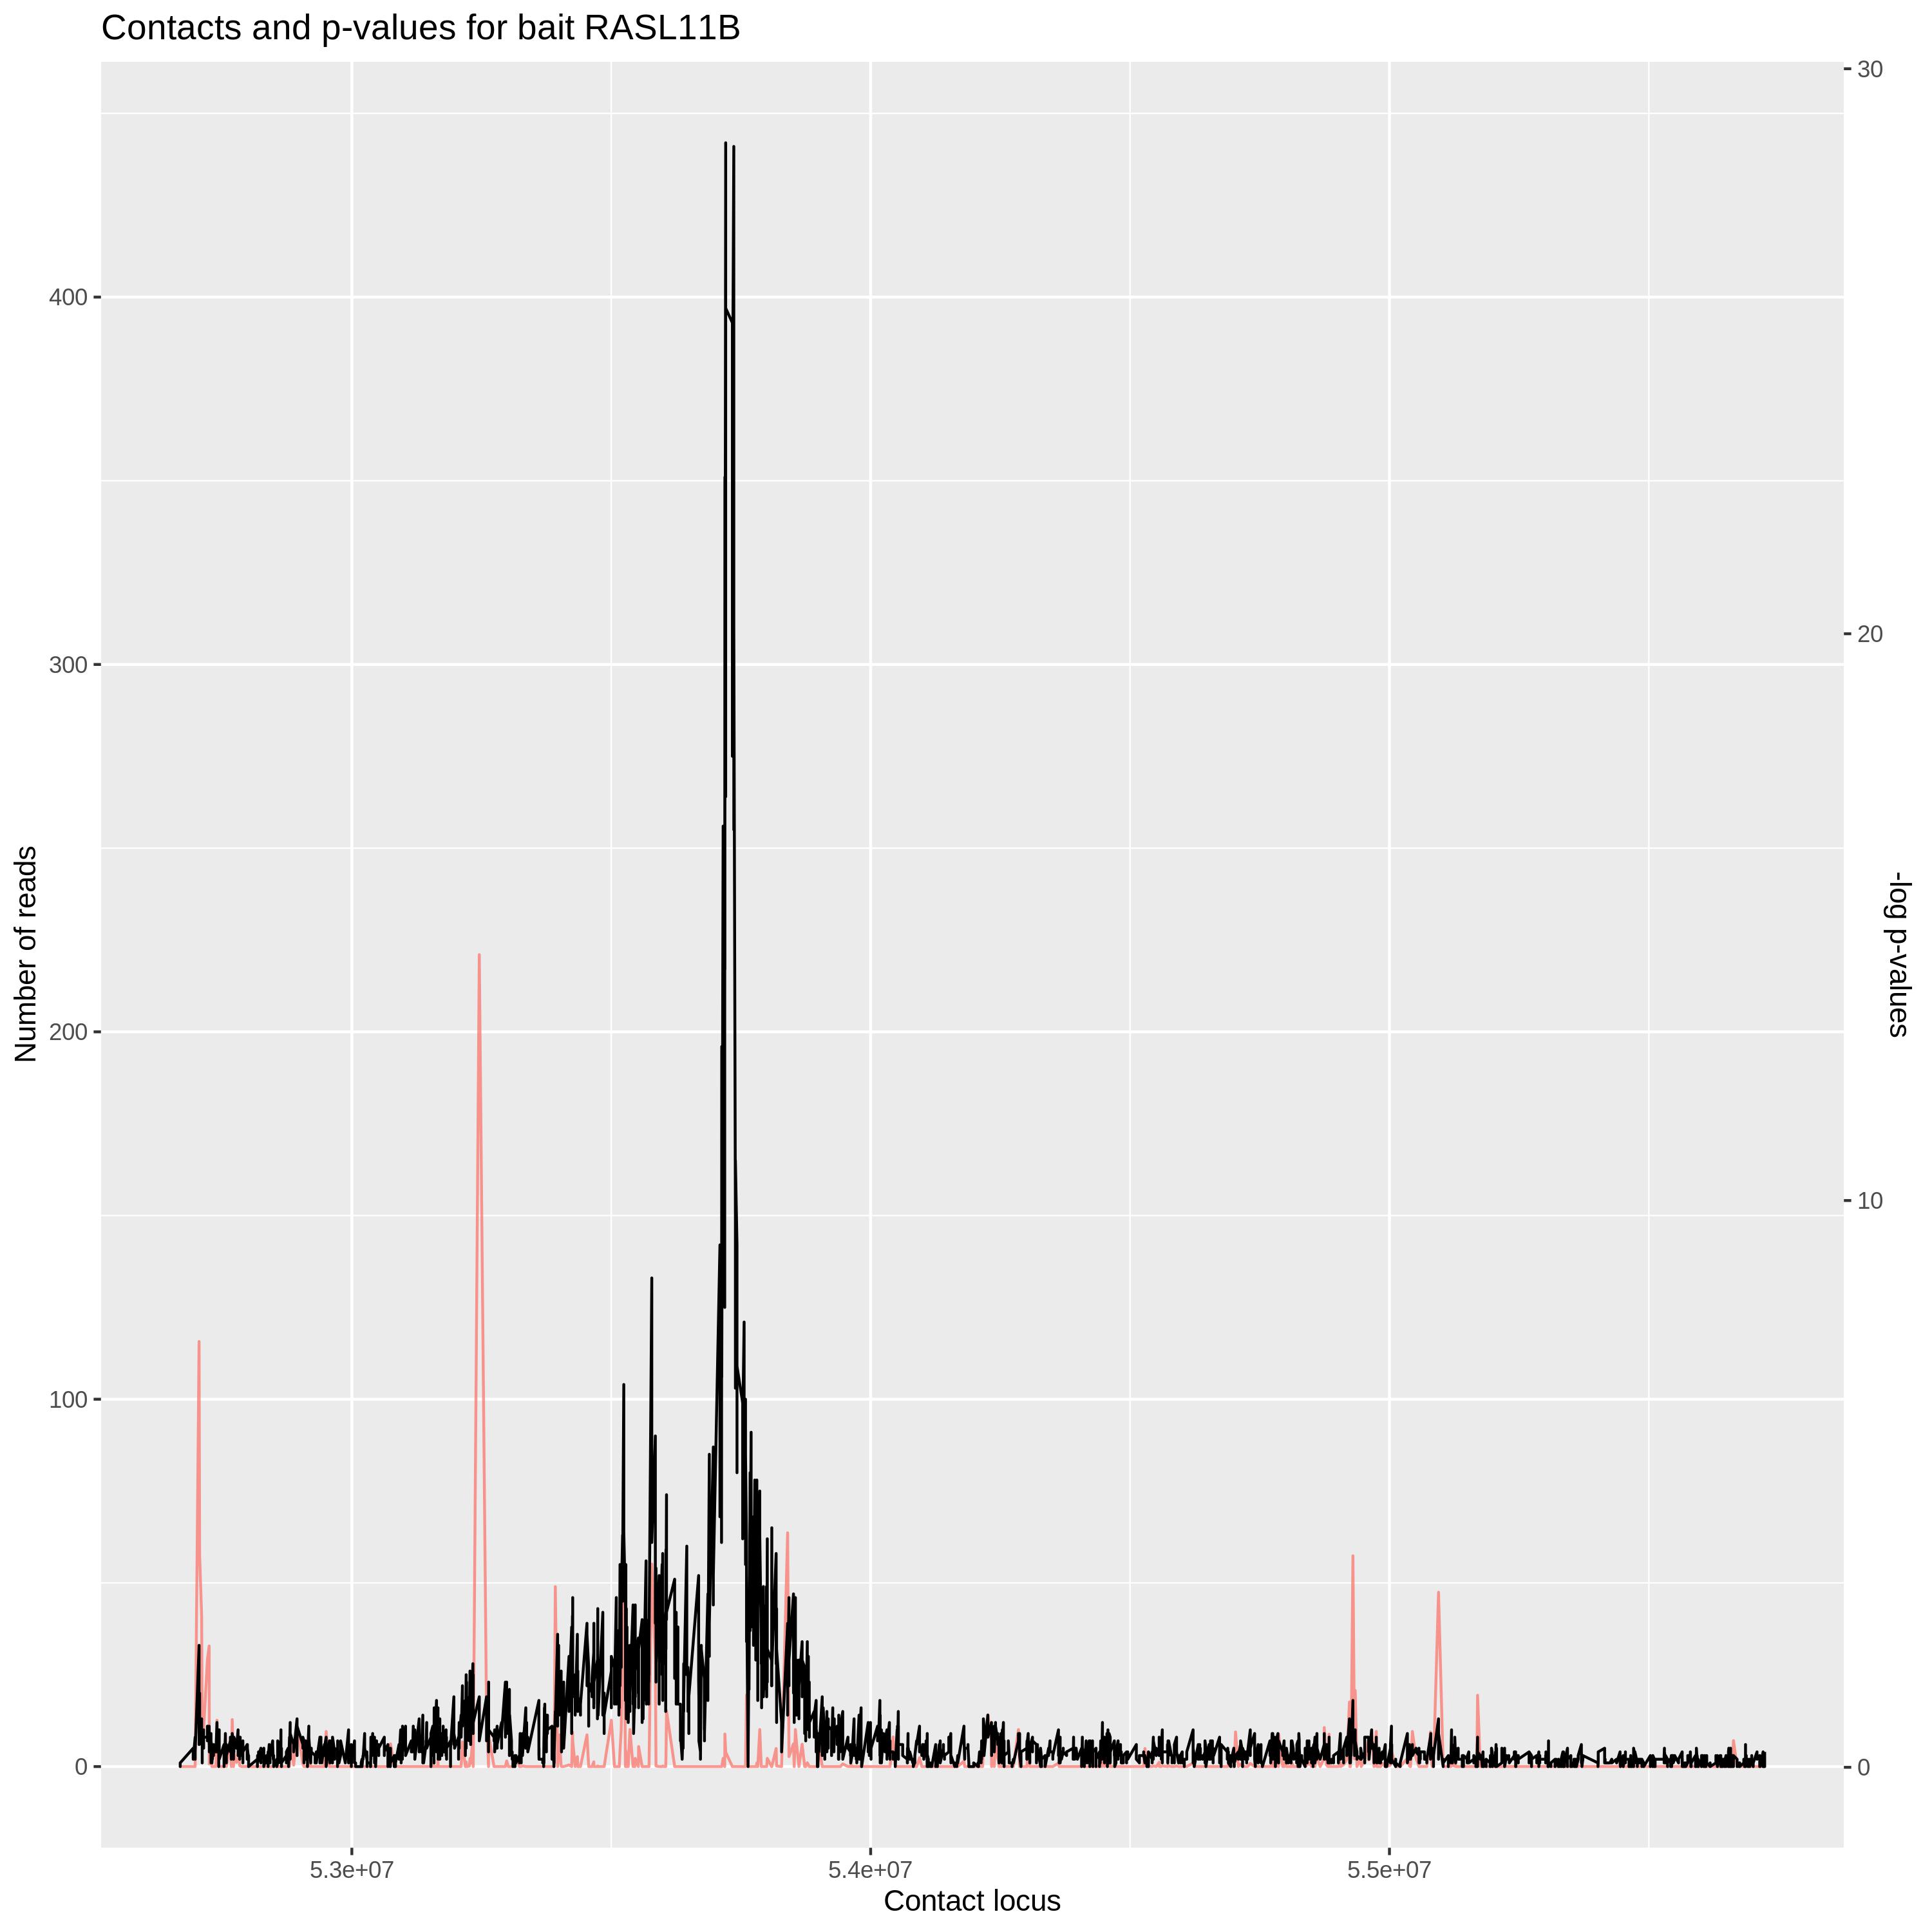 Contacts and p-values for bait RASL11B
30
400
20
300
Number of reads
-log p-values
200
10
100
0
0
5.3e+07 5.4e+07 5.5e+07
Contact locus